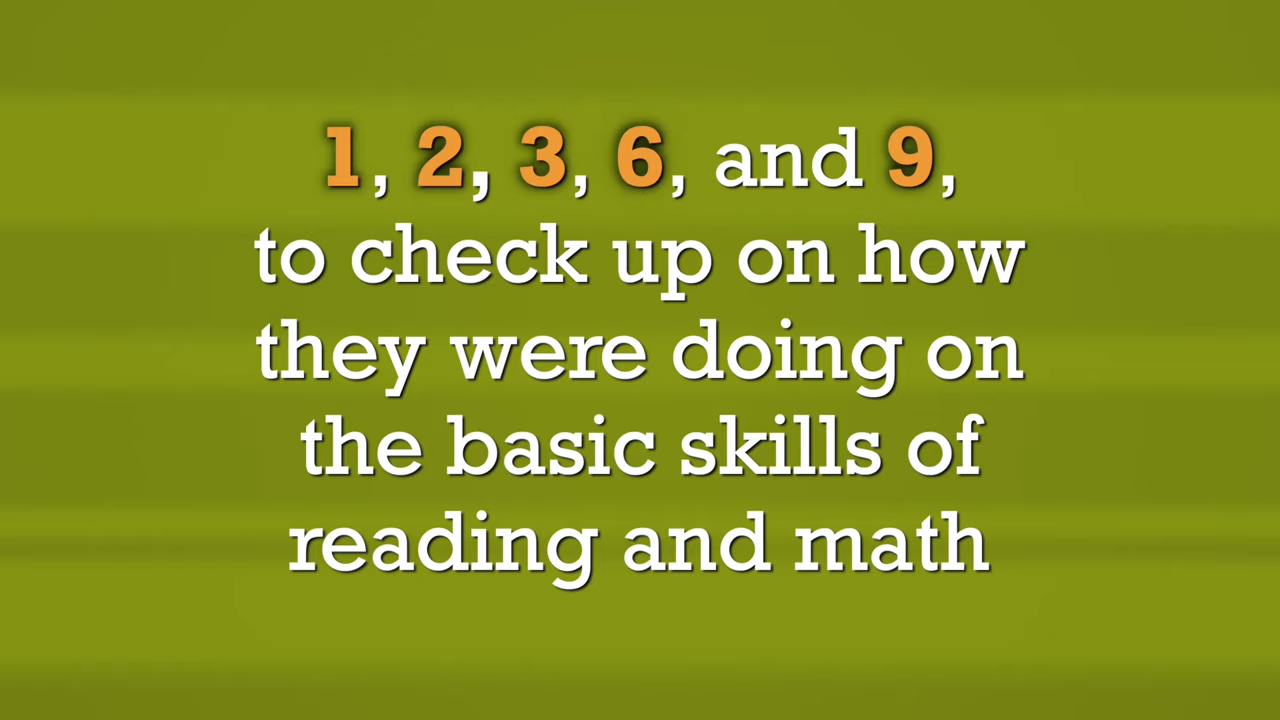 1, 2, 3, 6, and 9,
to check up on how
they were doing on
the basic skills of
reading and math